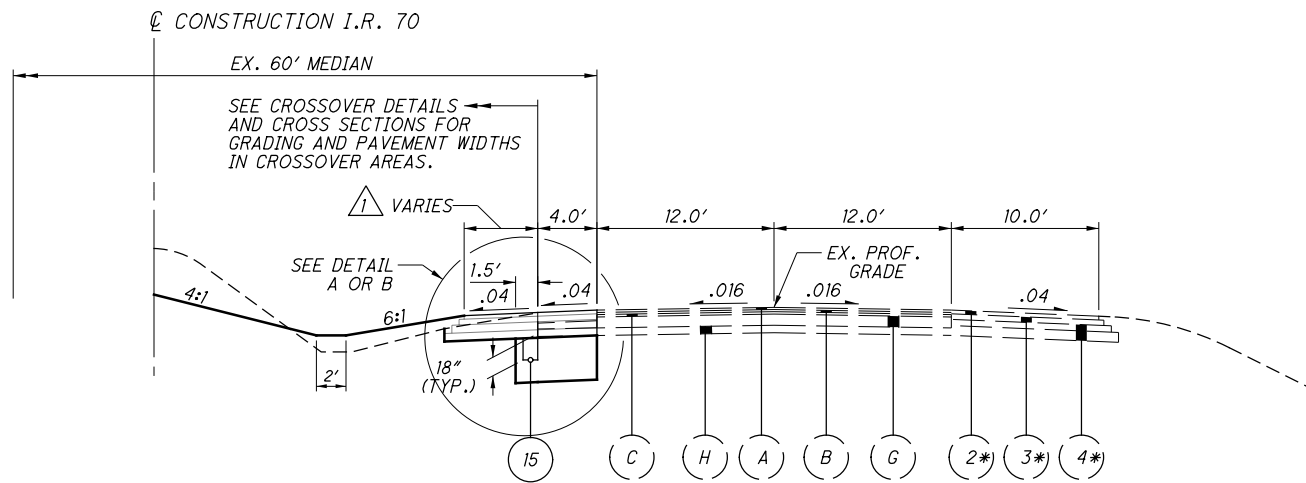 ℄ CONSTRUCTION I.R. 70
EX. 60' MEDIAN
SEE CROSSOVER DETAILS
AND CROSS SECTIONS FOR
GRADING AND PAVEMENT WIDTHS
IN CROSSOVER AREAS.
1 VARIES
4.0'
12.0'
12.0'
10.0'
SEE DETAIL
A OR B
1.5'
EX. PROF.
GRADE
.04
.04
.016
.016
.04
4:1
6:1
2'
18"
(TYP.)
15
C
H
A
B
G
2*
3*
4*